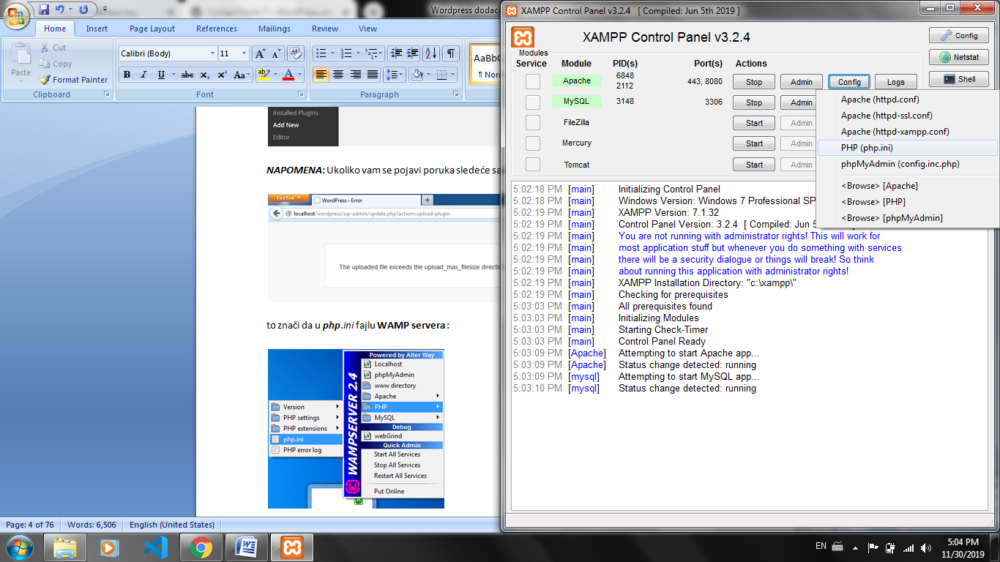 Wordpress dodaci
Home Insert Page Layout References Mailings Review View
Paste
Cut
Copy
Format Painter
Clipboard
Calibri (Body) 11
Font
Paragraph
AaBbC
¶ Norm
Installed Plugins
Add New
Editor
NAPOMENA: Ukoliko vam se pojavi poruka sledeće sa
Firefox
WordPress › Error
localhost/wordpress/wp-admin/update.php?action=upload-plugin
The uploaded file exceeds the upload_max_filesize directiv
to znači da u php.ini fajlu WAMP servera :
Powered by Alter Way
Localhost
phpMyAdmin
www directory
Apache
PHP
MySQL
Debug
webGrind
Quick Admin
Start All Services
Stop All Services
Restart All Services
Put Online
WAMPSERVER 2.4
Version
PHP settings
PHP extensions
php.ini
PHP error log
Page: 4 of 76 Words: 6,506 English (United States)
XAMPP Control Panel v3.2.4 [ Compiled: Jun 5th 2019 ]
XAMPP Control Panel v3.2.4
Config
Netstat
Shell
Modules
Service Module PID(s) Port(s) Actions
Apache 6848 2112 443, 8080 Stop Admin Config Logs
MySQL 3148 3306 Stop Admin
FileZilla Start Admin
Mercury Start Admin
Tomcat Start Admin
Apache (httpd.conf)
Apache (httpd-ssl.conf)
Apache (httpd-xampp.conf)
PHP (php.ini)
phpMyAdmin (config.inc.php)
<Browse> [Apache]
<Browse> [PHP]
<Browse> [phpMyAdmin]
5:02:18 PM [main] Initializing Control Panel
5:02:18 PM [main] Windows Version: Windows 7 Professional SP
5:02:19 PM [main] XAMPP Version: 7.1.32
5:02:19 PM [main] Control Panel Version: 3.2.4 [ Compiled: Jun 5
5:02:19 PM [main] You are not running with administrator rights! This will work for
5:02:19 PM [main] most application stuff but whenever you do something with services
5:02:19 PM [main] there will be a security dialogue or things will break! So think
5:02:19 PM [main] about running this application with administrator rights!
5:02:19 PM [main] XAMPP Installation Directory: "c:\xampp\"
5:02:19 PM [main] Checking for prerequisites
5:03:03 PM [main] All prerequisites found
5:03:03 PM [main] Initializing Modules
5:03:03 PM [main] Starting Check-Timer
5:03:03 PM [main] Control Panel Ready
5:03:09 PM [Apache] Attempting to start Apache app...
5:03:09 PM [Apache] Status change detected: running
5:03:09 PM [mysql] Attempting to start MySQL app...
5:03:10 PM [mysql] Status change detected: running
EN
5:04 PM
11/30/2019